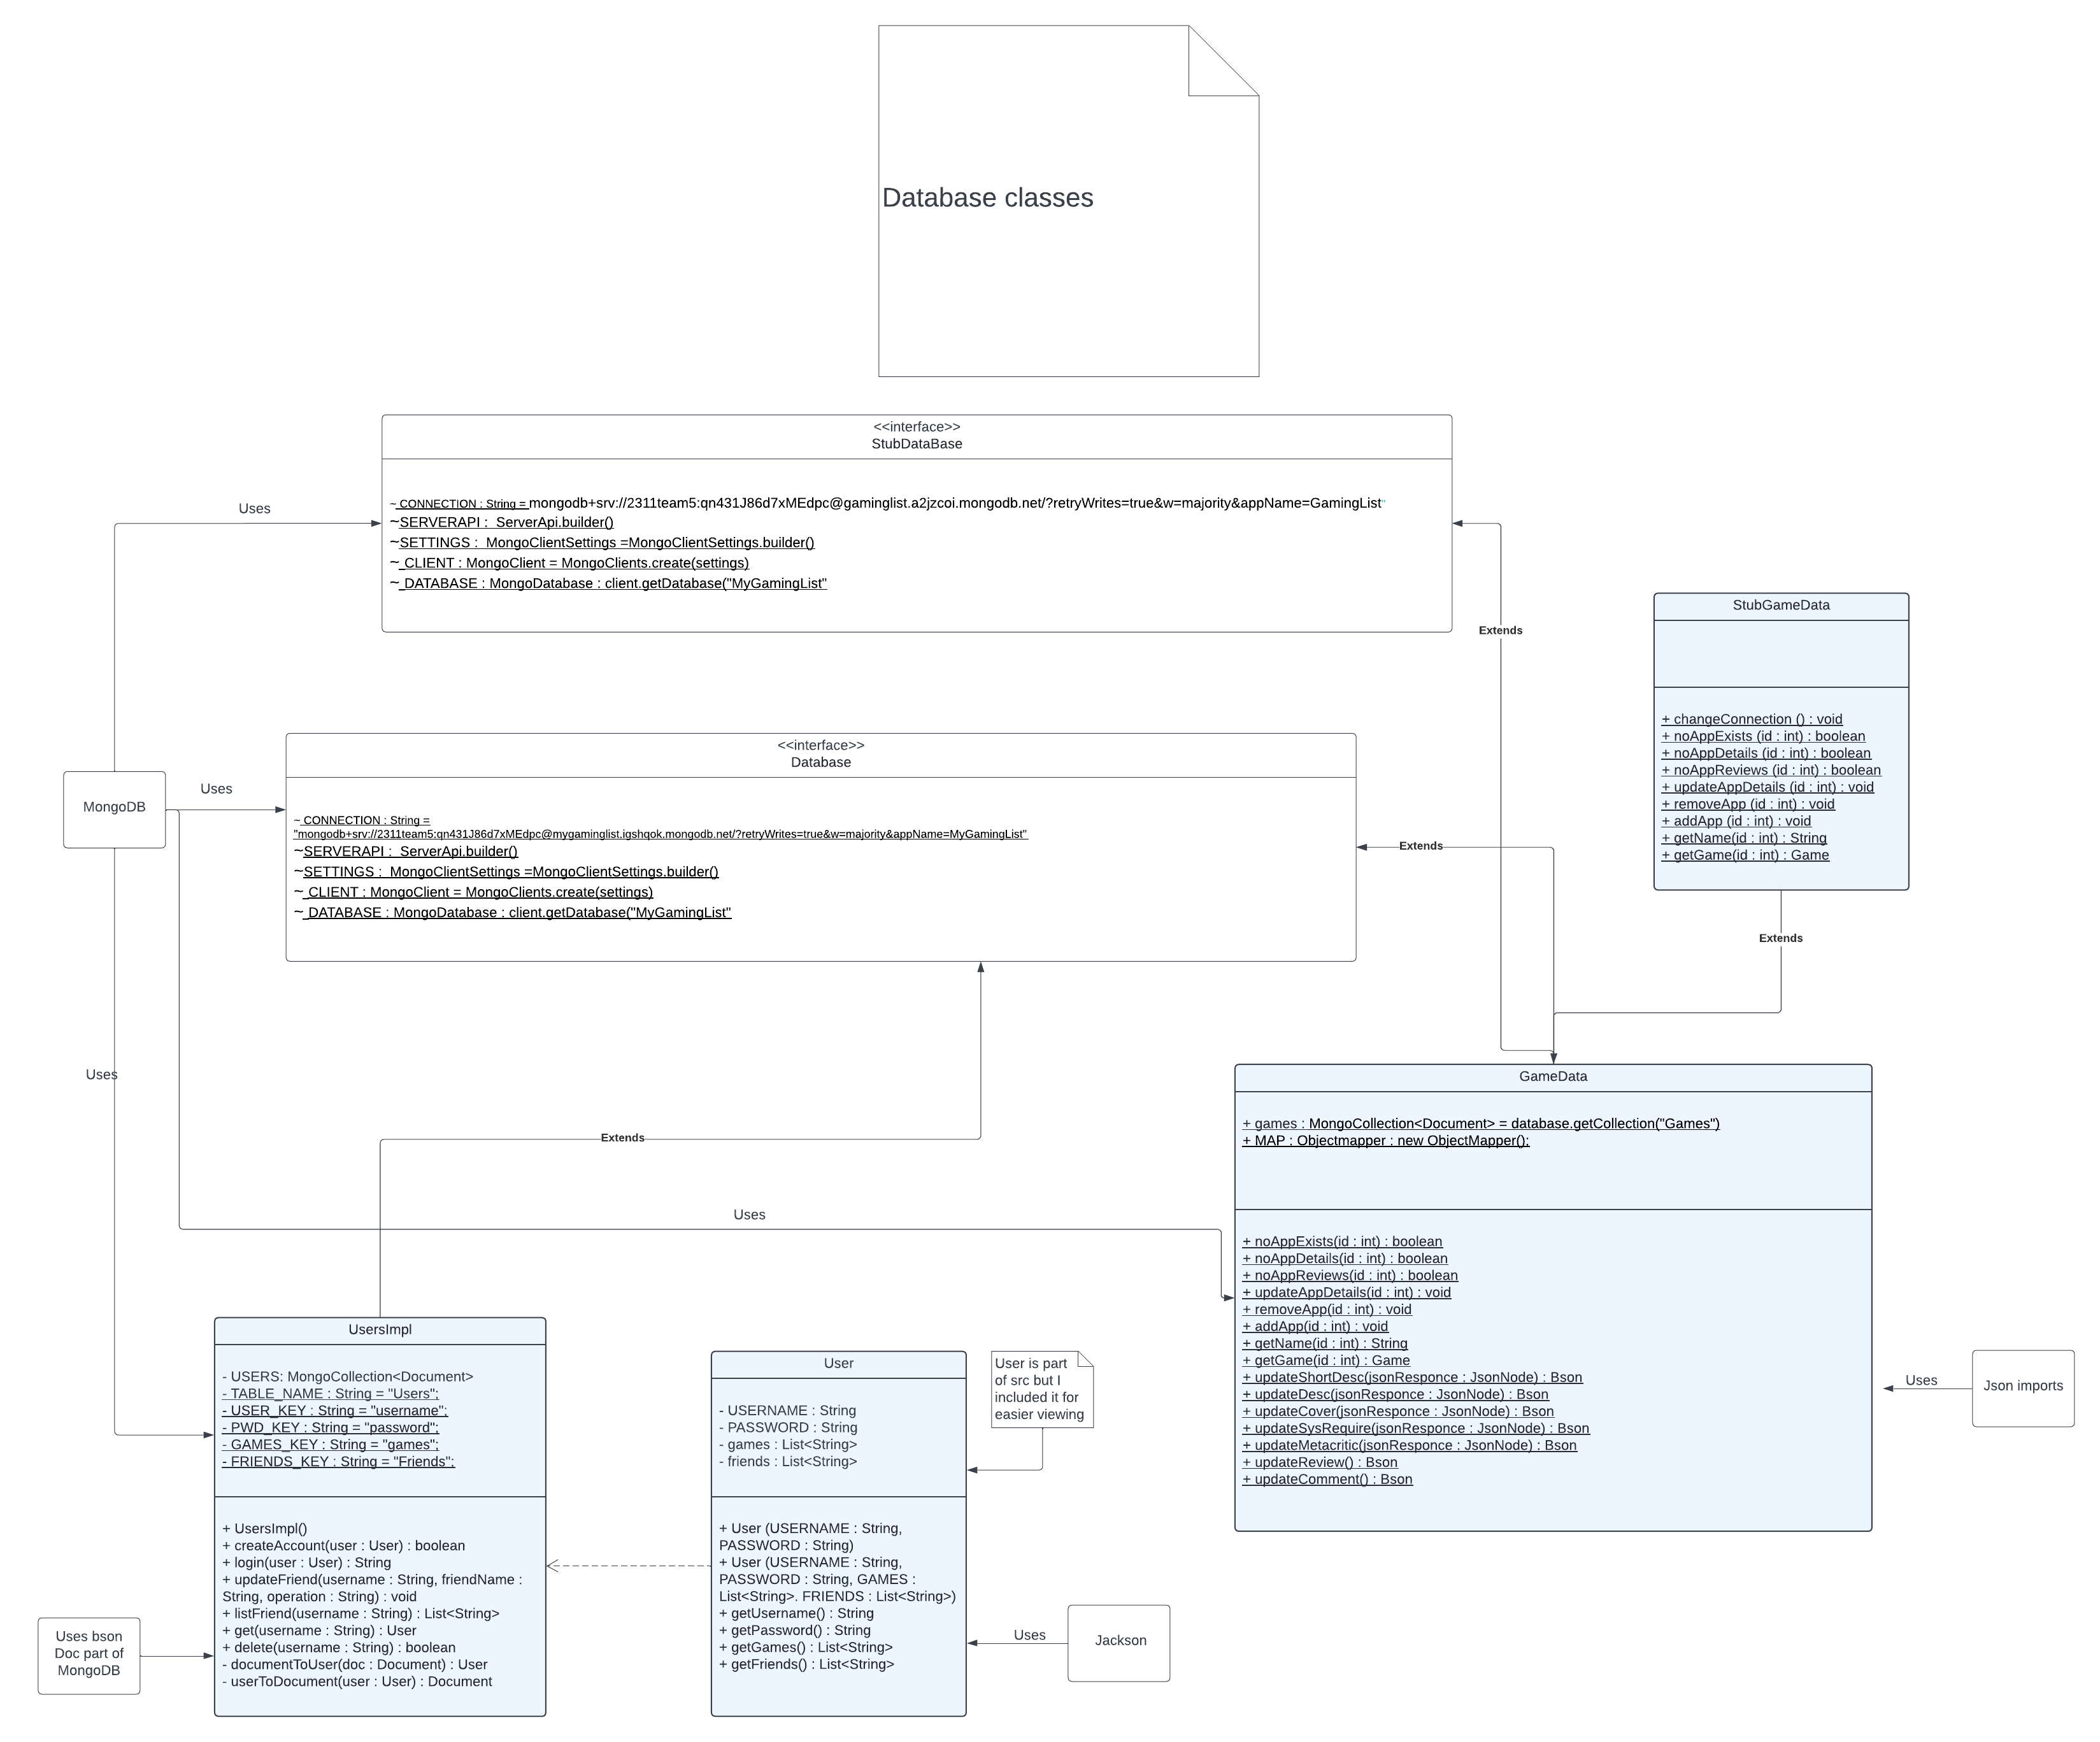 Database classes
<<interface>>
StubDataBase
~ CONNECTION : String = mongodb+srv://2311team5:qn431J86d7xMEdpc@gaminglist.a2jzcoi.mongodb.net/?retryWrites=true&w=majority&appName=GamingList"
~SERVERAPI :  ServerApi.builder()
~SETTINGS :  MongoClientSettings =MongoClientSettings.builder()
~ CLIENT : MongoClient = MongoClients.create(settings)
~ DATABASE : MongoDatabase : client.getDatabase("MyGamingList"
Uses
Extends
StubGameData
+ changeConnection () : void
+ noAppExists (id : int) : boolean
+ noAppDetails (id : int) : boolean
+ noAppReviews (id : int) : boolean
+ updateAppDetails (id : int) : void
+ removeApp (id : int) : void
+ addApp (id : int) : void
+ getName(id : int) : String
+ getGame(id : int) : Game
Extends
MongoDB
Uses
<<interface>>
Database
~ CONNECTION : String =
"mongodb+srv://2311team5:qn431J86d7xMEdpc@mygaminglist.igshqok.mongodb.net/?retryWrites=true&w=majority&appName=MyGamingList"
~SERVERAPI :  ServerApi.builder()
~SETTINGS :  MongoClientSettings =MongoClientSettings.builder()
~ CLIENT : MongoClient = MongoClients.create(settings)
~ DATABASE : MongoDatabase : client.getDatabase("MyGamingList"
Extends
Uses
Extends
Uses
GameData
+ games : MongoCollection<Document> = database.getCollection("Games")
+ MAP : Objectmapper : new ObjectMapper();
+ noAppExists(id : int) : boolean
+ noAppDetails(id : int) : boolean
+ noAppReviews(id : int) : boolean
+ updateAppDetails(id : int) : void
+ removeApp(id : int) : void
+ addApp(id : int) : void
+ getName(id : int) : String
+ getGame(id : int) : Game
+ updateShortDesc(jsonResponce : JsonNode) : Bson
+ updateDesc(jsonResponce : JsonNode) : Bson
+ updateCover(jsonResponce : JsonNode) : Bson
+ updateSysRequire(jsonResponce : JsonNode) : Bson
+ updateMetacritic(jsonResponce : JsonNode) : Bson
+ updateReview() : Bson
+ updateComment() : Bson
Uses
Json imports
UsersImpl
- USERS: MongoCollection<Document>
- TABLE_NAME : String = "Users";
- USER_KEY : String = "username";
- PWD_KEY : String = "password";
- GAMES_KEY : String = "games";
- FRIENDS_KEY : String = "Friends";
+ UsersImpl()
+ createAccount(user : User) : boolean
+ login(user : User) : String
+ updateFriend(username : String, friendName :
String, operation : String) : void
+ listFriend(username : String) : List<String>
+ get(username : String) : User
+ delete(username : String) : boolean
- documentToUser(doc : Document) : User
- userToDocument(user : User) : Document
Uses bson
Doc part of
MongoDB
User
- USERNAME : String
- PASSWORD : String
- games : List<String>
- friends : List<String>
+ User (USERNAME : String,
PASSWORD : String)
+ User (USERNAME : String,
PASSWORD : String, GAMES :
List<String>. FRIENDS : List<String>)
+ getUsername() : String
+ getPassword() : String
+ getGames() : List<String>
+ getFriends() : List<String>
User is part
of src but I
included it for
easier viewing
Uses
Jackson